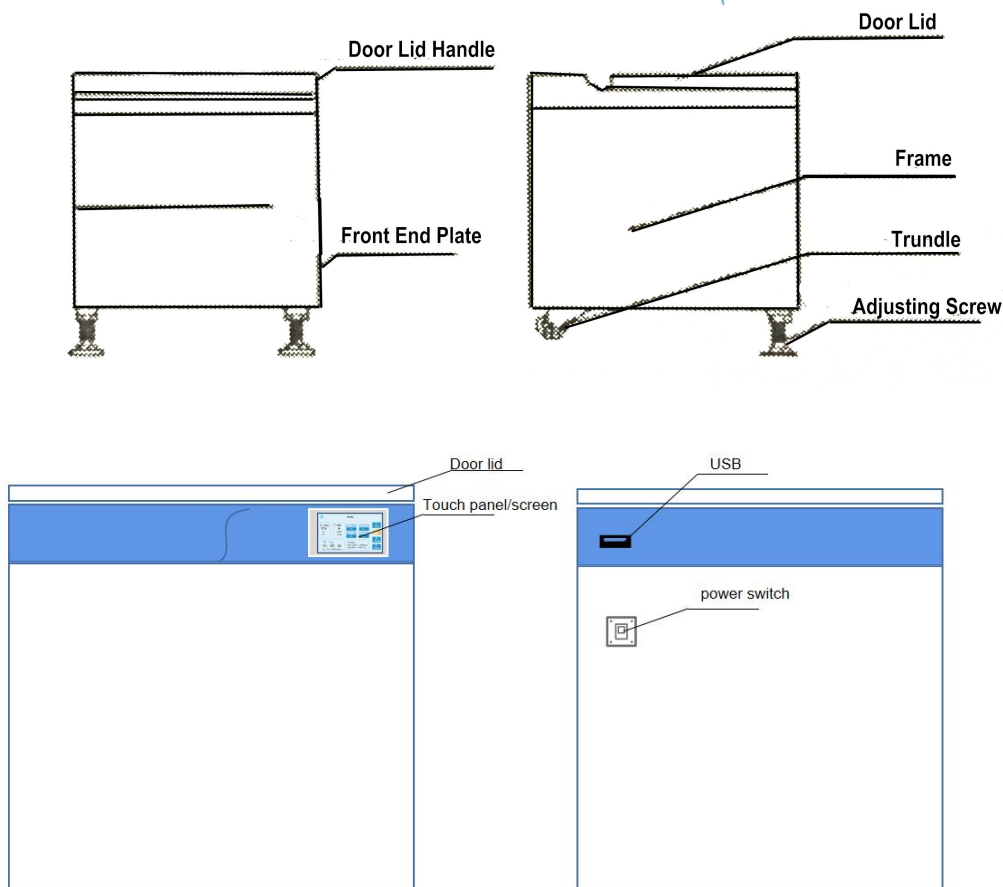 Door Lid
Door Lid Handle
Frame
Front End Plate
Trundle
Adjusting Screw
Door lid
USB
Touch panel/screen
power switch